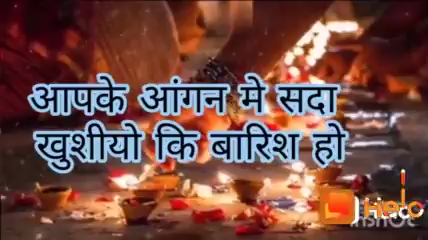 आपके आंगन मे सदा
खुशीयो कि बारिश हो
Helo